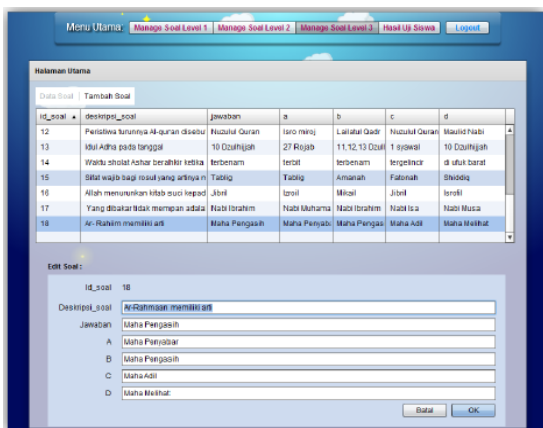 Menu Utama: Manage Soal Level 1 Manage Soal Level 2 Manage Soal Level 3 Hasil Uji Siswa Logout
Halaman Utama
Data Soal Tambah Soal
id_soal deskripsi_soal jawaban a b c d
12 Peristiwa turunnya Al-quran disebu Nuzulul Quran Isro miroj Lailatul Qadr Nuzulul Quran Maulid Nabi
13 Idul Adha pada tanggal 10 Dzulhijjah 27 Rojab 11,12,13 Dzull 1 syawal 10 Dzulhijjah
14 Waktu sholat Ashar berakhir ketika terbenam terbit terbenam tergelincir di ufuk barat
15 Sifat wajib bagi rosul yang artinya n Tablig Tablig Amanah Fatonah Shiddiq
16 Allah menurunkan kitab suci kepad Jibril Izroil Mikail Jibril Isrofil
17 Yang dibakar tidak mempan adala Nabi Ibrahim Nabi Muhama Nabi Ibrahim Nabi Isa Nabi Musa
18 Ar- Rahiim memiliki arti Maha Pengasih Maha Penyab Maha Pengas Maha Adil Maha Melihat
Edit Soal :
Id_soal 18
Deskripsi_soal Ar-Rahmaan memiliki arti
Jawaban Maha Pengasih
A Maha Penyabar
B Maha Pengasih
C Maha Adil
D Maha Melihat
Batal OK